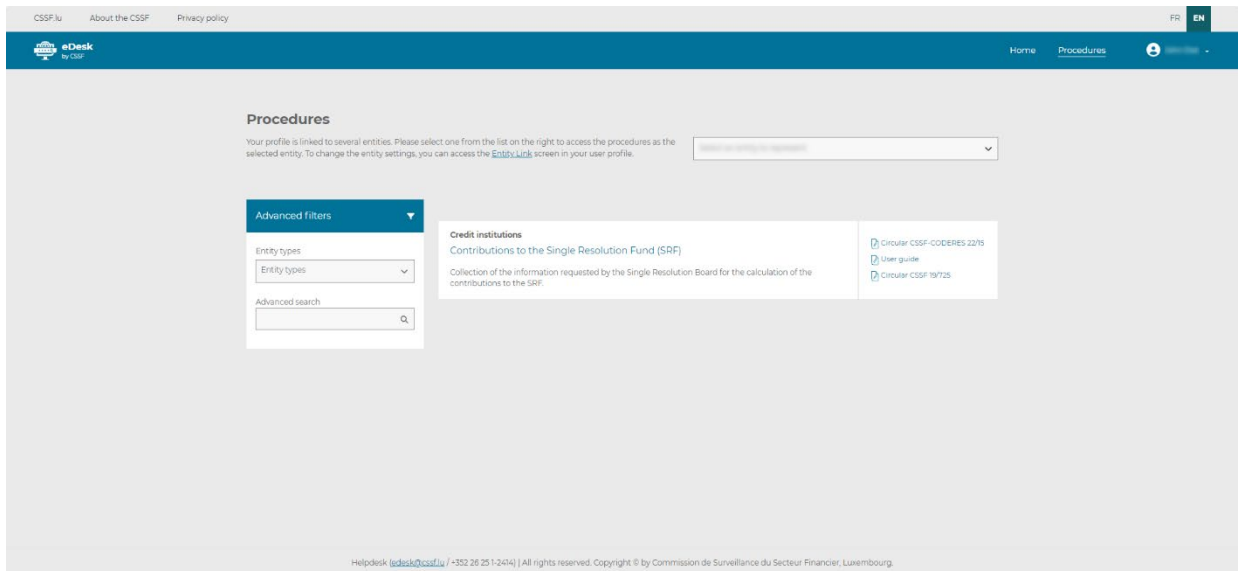 CSSF.lu About the CSSF Privacy policy FR EN
eDesk
by CSSF
Home Procedures
Procedures
Your profile is linked to several entities. Please select one from the list on the right to access the procedures as the
selected entity. To change the entity settings, you can access the Entity Link screen in your user profile.
Advanced filters
Entity types
Entity types
Advanced search
Credit institutions
Contributions to the Single Resolution Fund (SRF)
Collection of the information requested by the Single Resolution Board for the calculation of the
contributions to the SRF.
Circular CSSF-CODERES 22/15
User guide
Circular CSSF 19/725
Helpdesk (edesk@cssf.lu / +352 26 25 1-2414) | All rights reserved. Copyright © by Commission de Surveillance du Secteur Financier, Luxembourg.